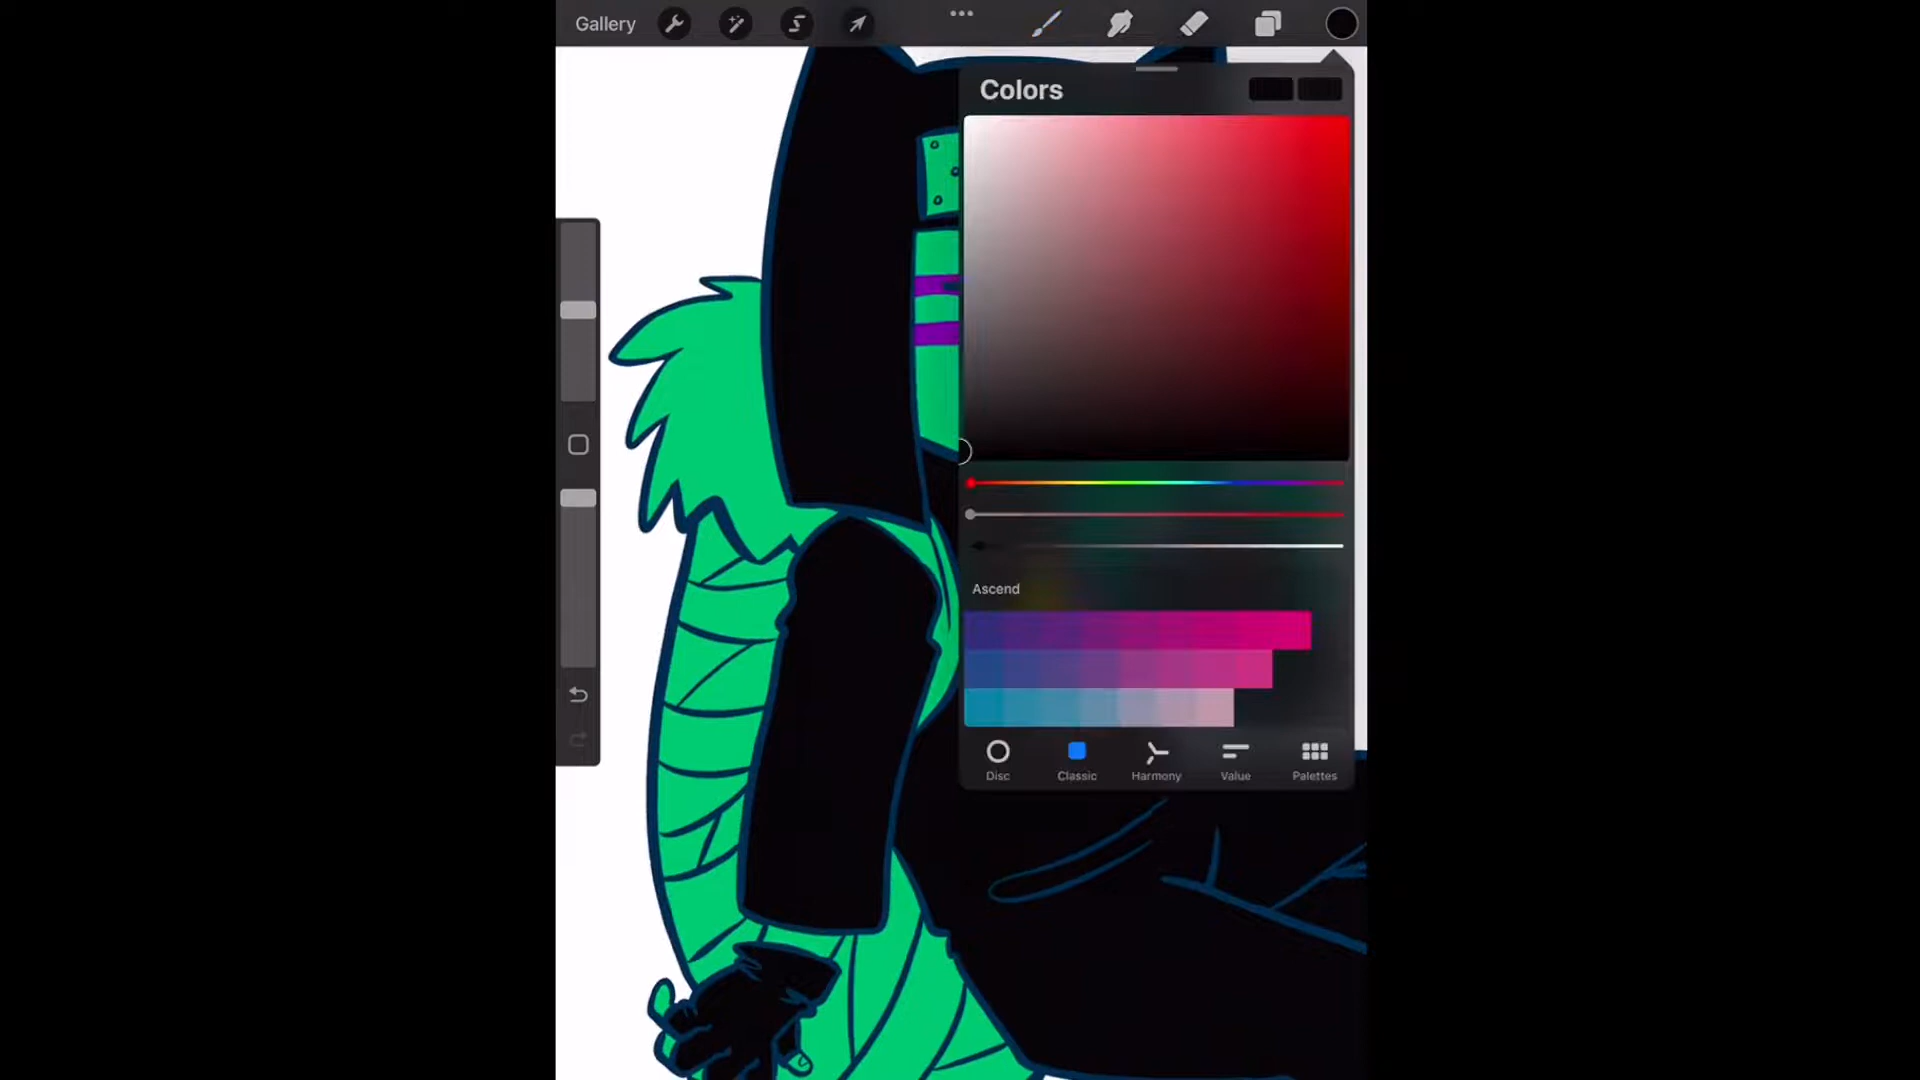 Gallery
Colors
Ascend
Disc
Classic
Harmony
Value
Palettes